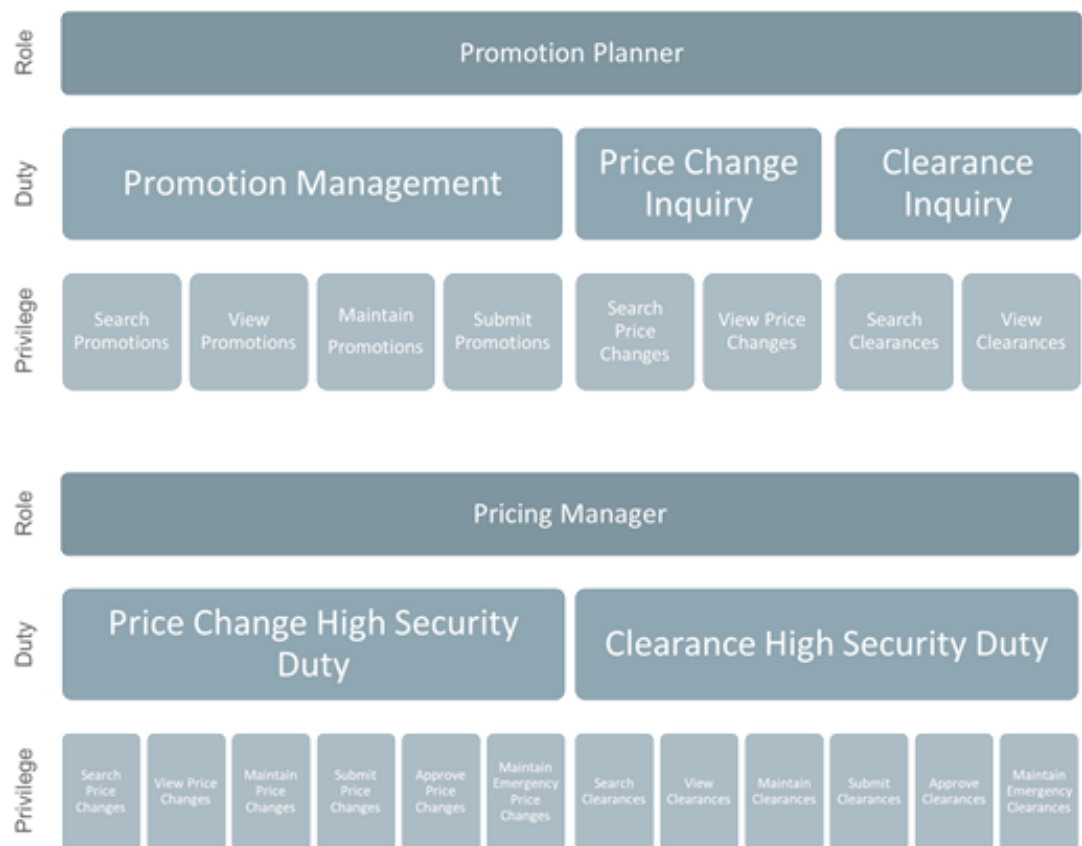 Role
Promotion Planner
Duty
Promotion Management
Price Change
Inquiry
Clearance
Inquiry
Privilege
Search
Promotions
View
Promotions
Maintain
Promotions
Submit
Promotions
Search
Price
Changes
View Price
Changes
Search
Clearances
View
Clearances
Role
Pricing Manager
Duty
Price Change High Security
Duty
Clearance High Security Duty
Privilege
Search
Price
Changes
View Price
Changes
Maintain
Price
Changes
Submit
Price
Changes
Approve
Price
Changes
Maintain
Emergency
Price
Changes
Search
Clearances
View
Clearances
Maintain
Clearances
Submit
Clearances
Approve
Clearances
Maintain
Emergency
Clearances